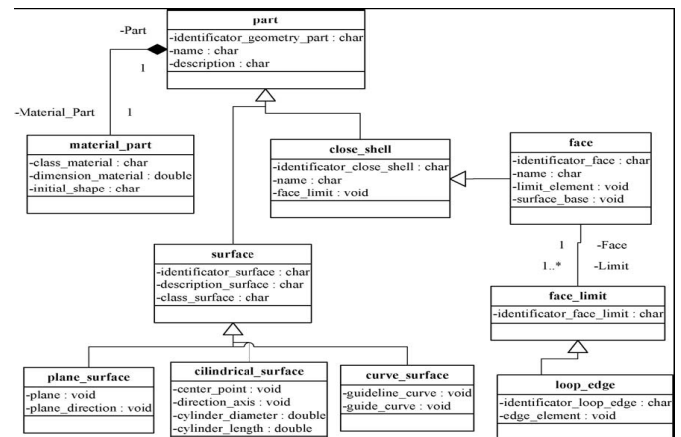 part
-identificator_geometry_part : char
-name : char
-description : char
-Part
1
-Material_Part
1
material_part
-class_material : char
-dimension_material : double
-initial_shape : char
close_shell
-identificator_close_shell : char
-name : char
-face_limit : void
face
-identificator_face : char
-name : char
-limit_element : void
-surface_base : void
1
-Face
1..*
-Limit
surface
-identificator_surface : char
-description_surface : char
-class_surface : char
face_limit
-identificator_face_limit : char
plane_surface
-plane : void
-plane_direction : void
cilindrical_surface
-center_point : void
-direction_axis : void
-cylinder_diameter : double
-cylinder_length : double
curve_surface
-guideline_curve : void
-guide_curve : void
loop_edge
-identificator_loop_edge : char
-edge_element : void